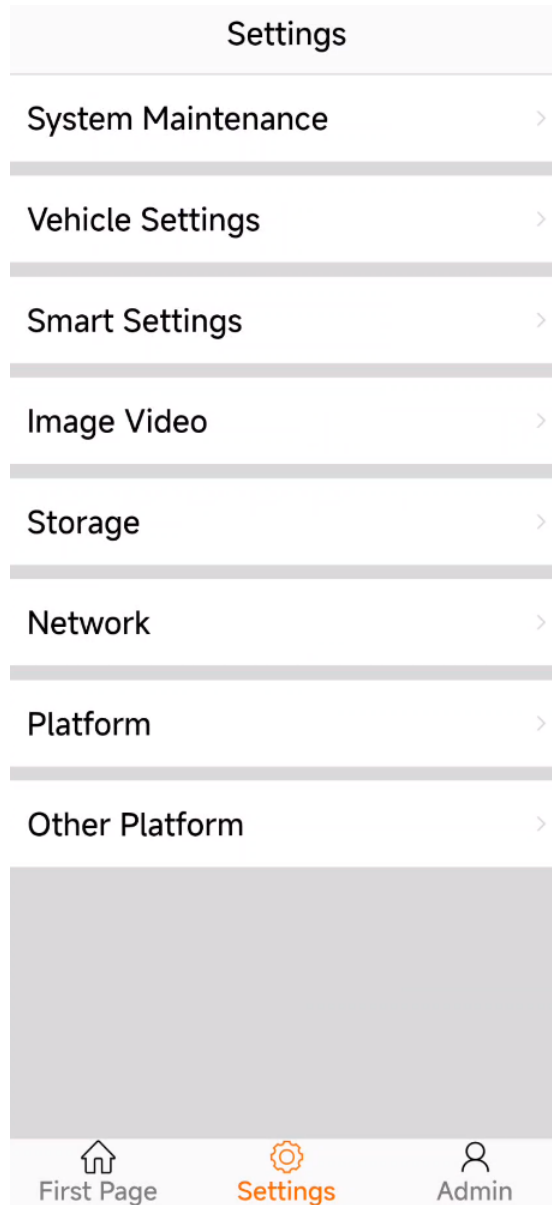 Settings
System Maintenance
Vehicle Settings
Smart Settings
Image Video
Storage
Network
Platform
Other Platform
First Page Settings Admin